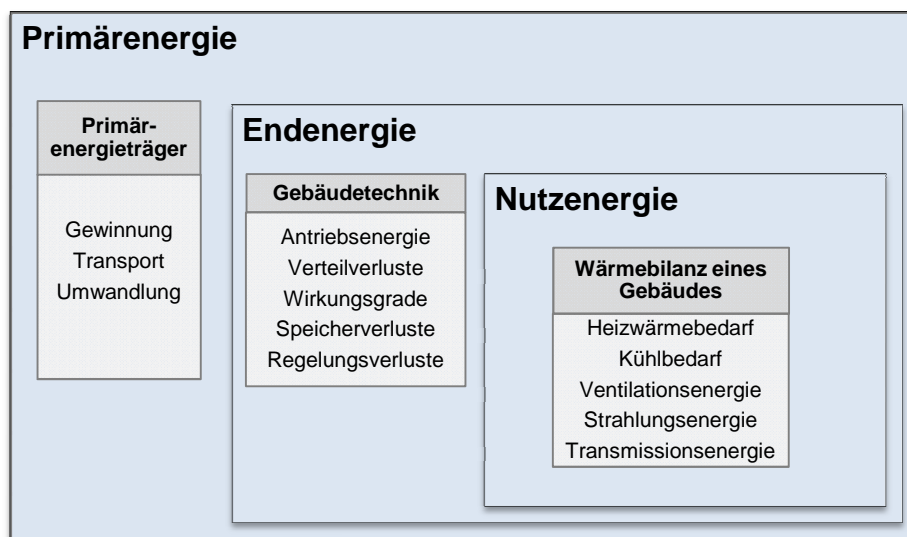 Primärenergie
Primär-
energieträger
Gewinnung
Transport
Umwandlung
Endenergie
Gebäudetechnik
Antriebsenergie
Verteilverluste
Wirkungsgrade
Speicherverluste
Regelungsverluste
Nutzenergie
Wärmebilanz eines
Gebäudes
Heizwärmebedarf
Kühlbedarf
Ventilationsenergie
Strahlungsenergie
Transmissionsenergie